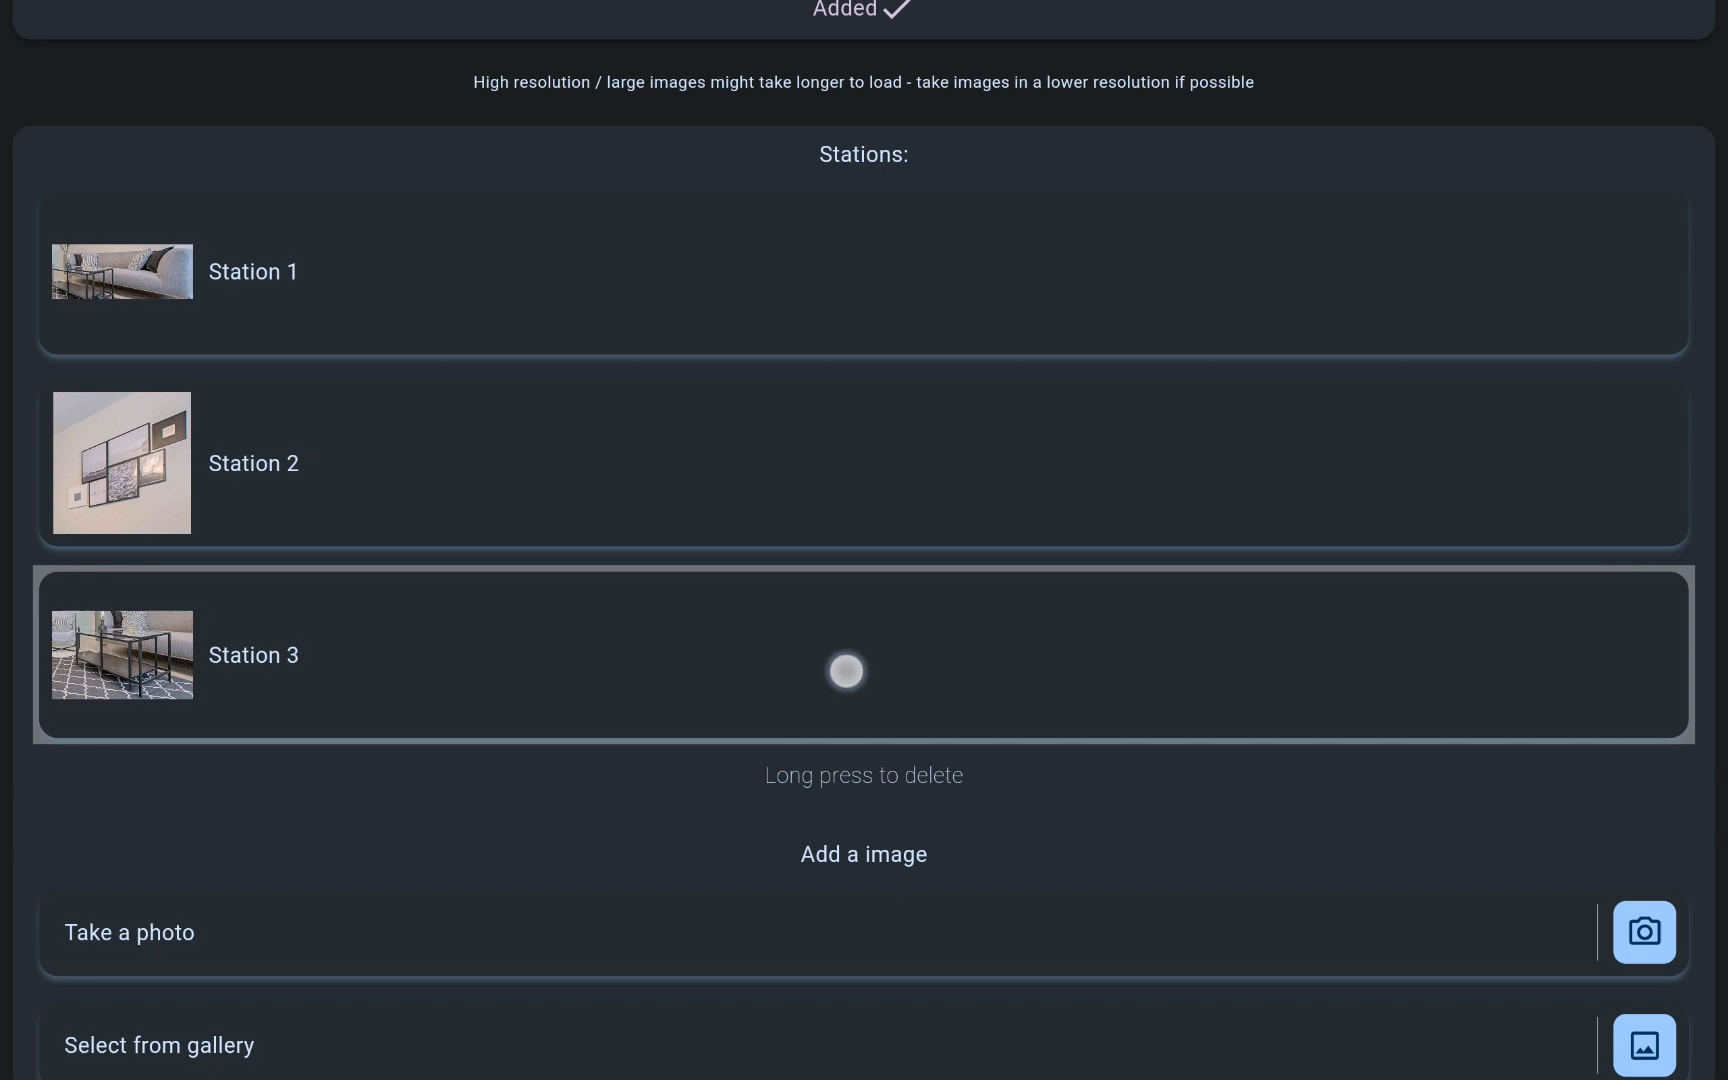 Added
High resolution / large images might take longer to load - take images in a lower resolution if possible
Stations:
Station 1
Station 2
Station 3
Long press to delete
Add a image
Take a photo
Select from gallery